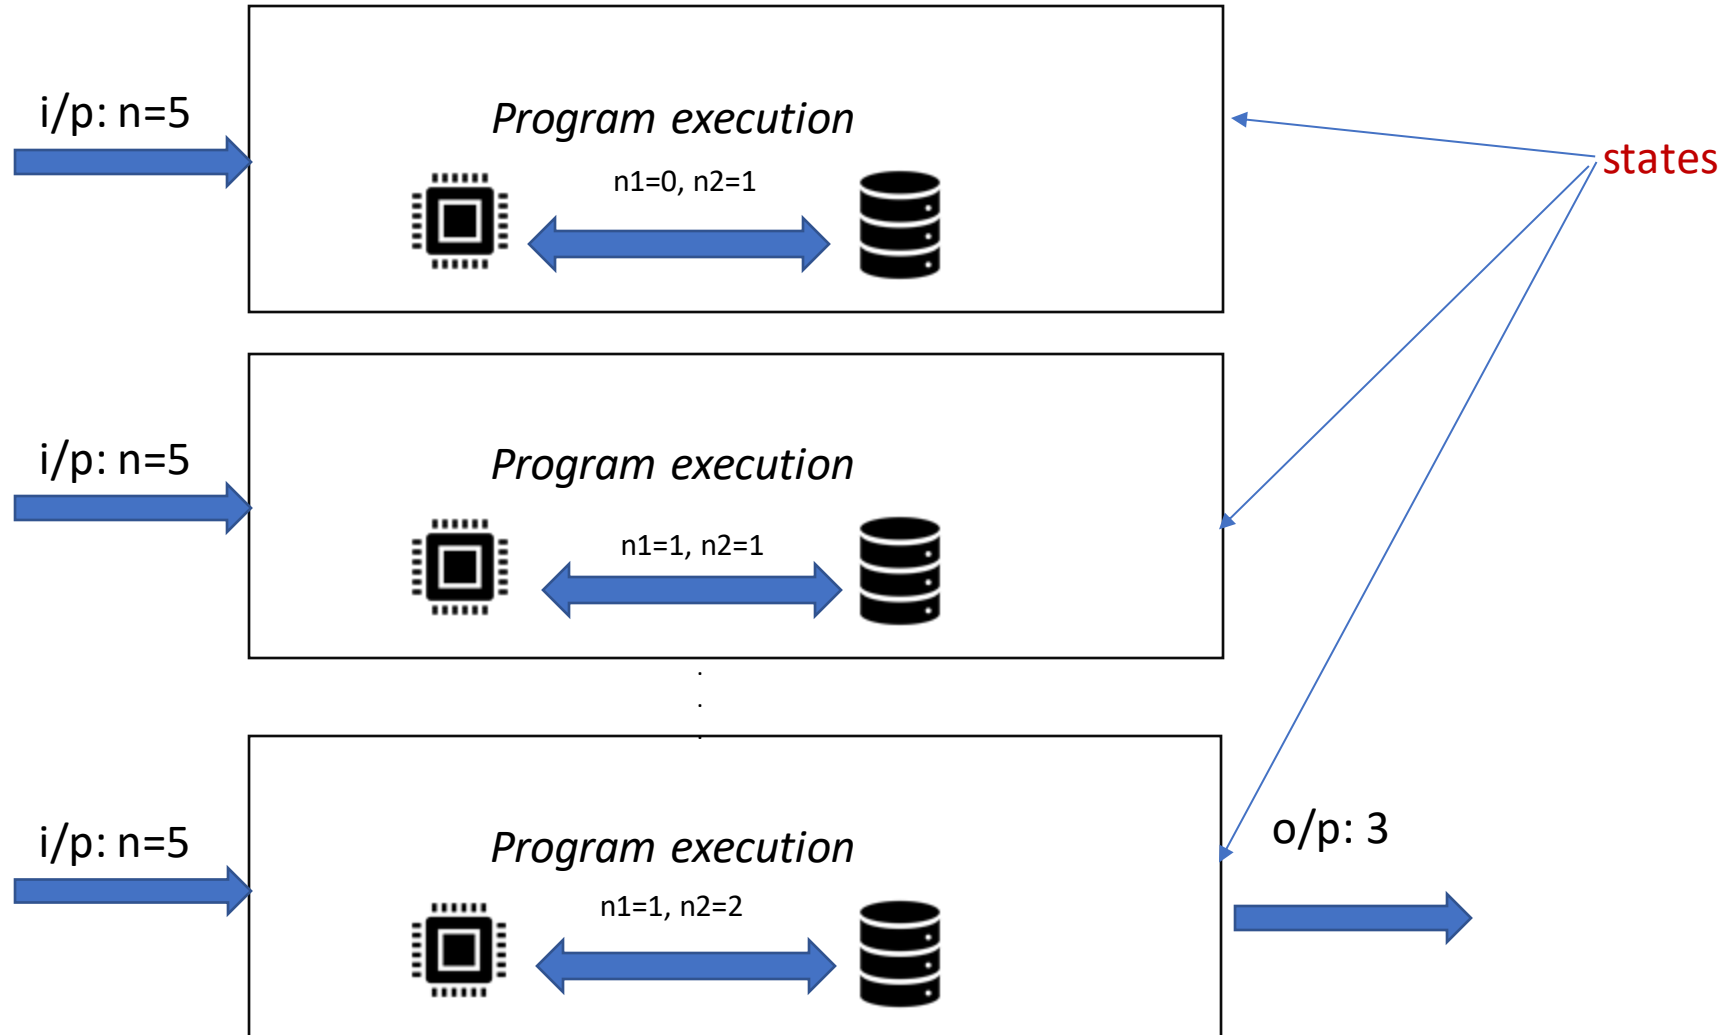 i/p: n=5
Program execution
n1=0, n2=1
states
i/p: n=5
Program execution
n1=1, n2=1
.
.
.
i/p: n=5
Program execution
n1=1, n2=2
o/p: 3